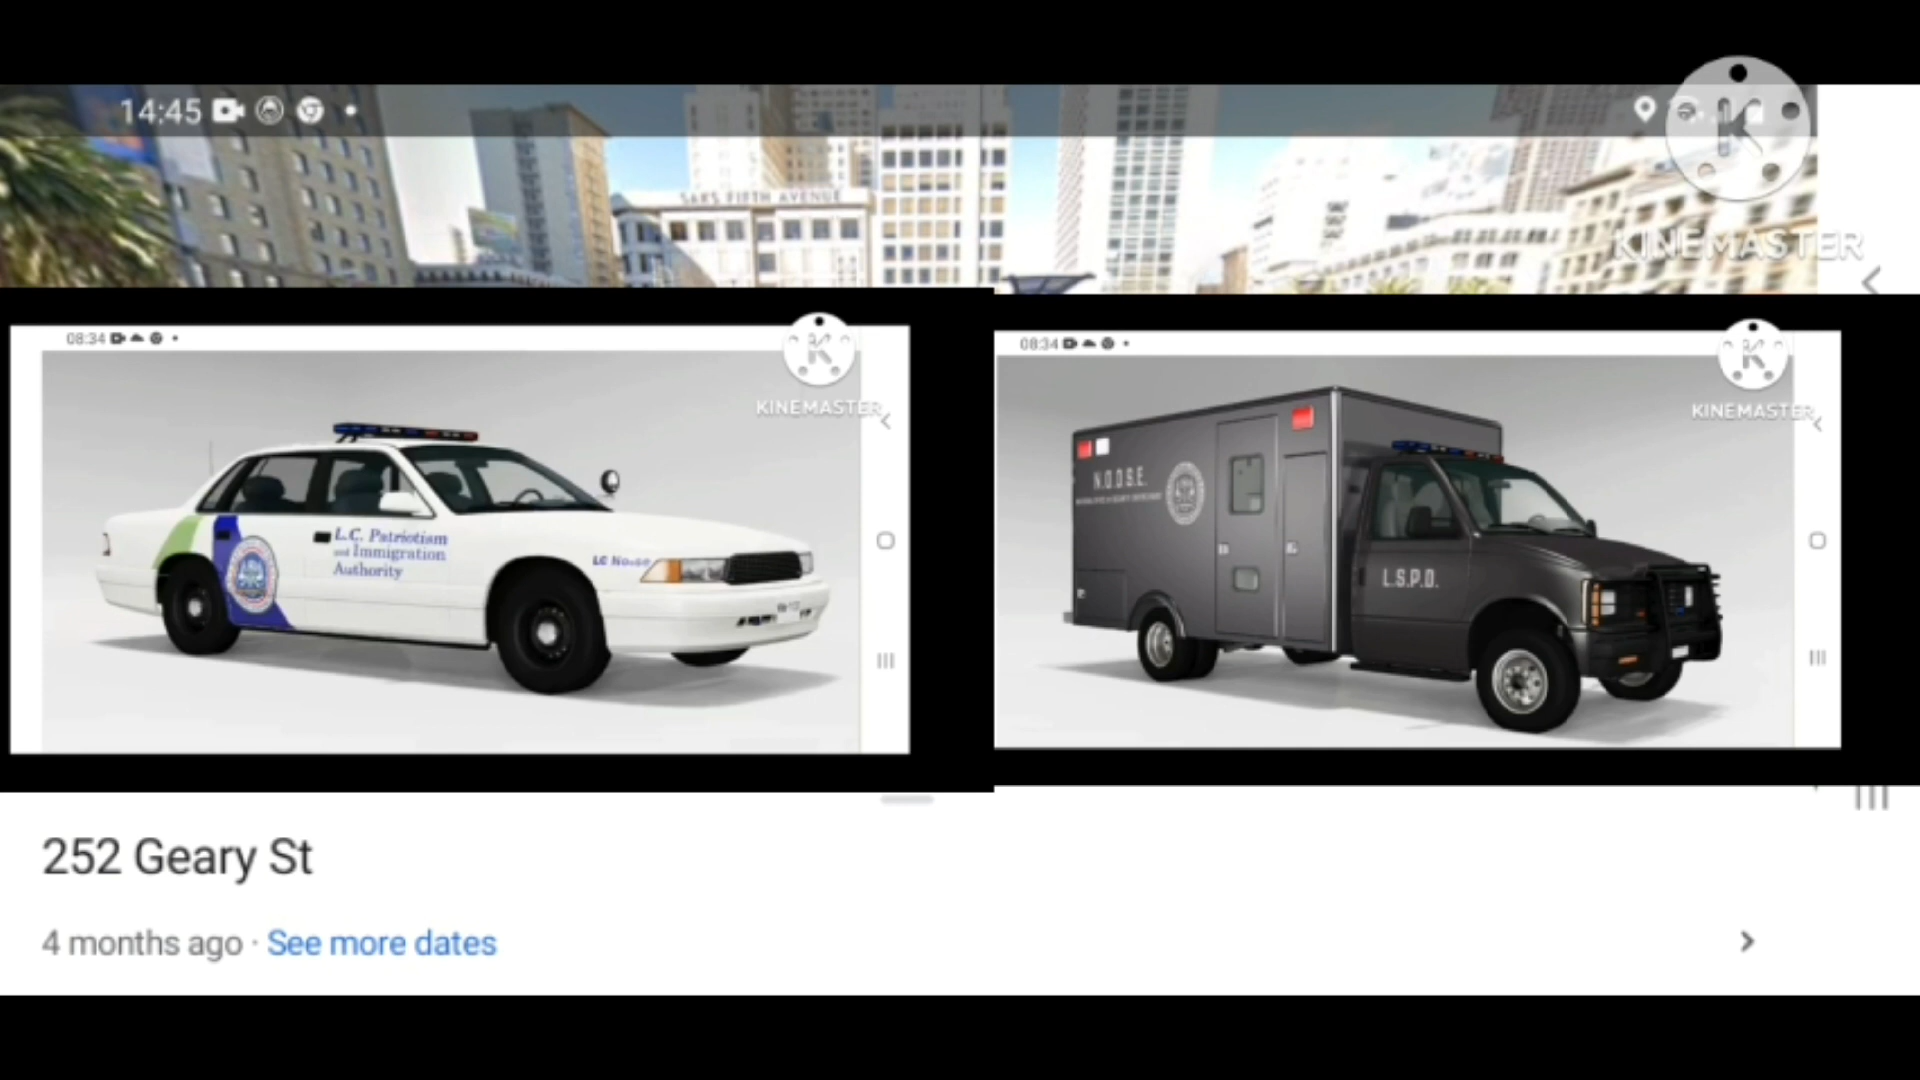 14:45
SAKS FIFTH AVENUE
KINEMASTER
08:34
KINEMASTER
L.C. Patriotism
and Immigration
Authority
08:34
KINEMASTER
N.O.O.S.E.
L.S.P.D.
252 Geary St
4 months ago · See more dates